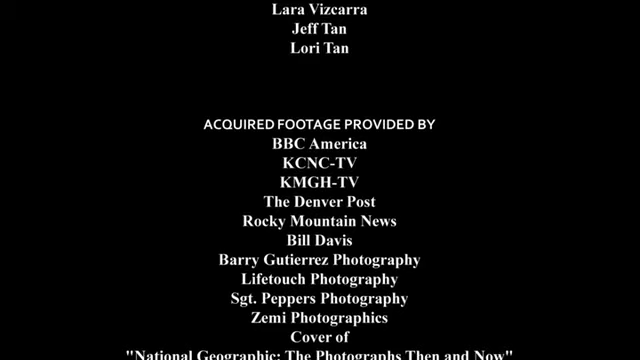 Lara Vizcarra
Jeff Tan
Lori Tan
ACQUIRED FOOTAGE PROVIDED BY
BBC America
KCNC-TV
KMGH-TV
The Denver Post
Rocky Mountain News
Bill Davis
Barry Gutierrez Photography
Lifetouch Photography
Sgt. Peppers Photography
Zemi Photographics
Cover of
"National Geographic: The Photographs Then and Now"